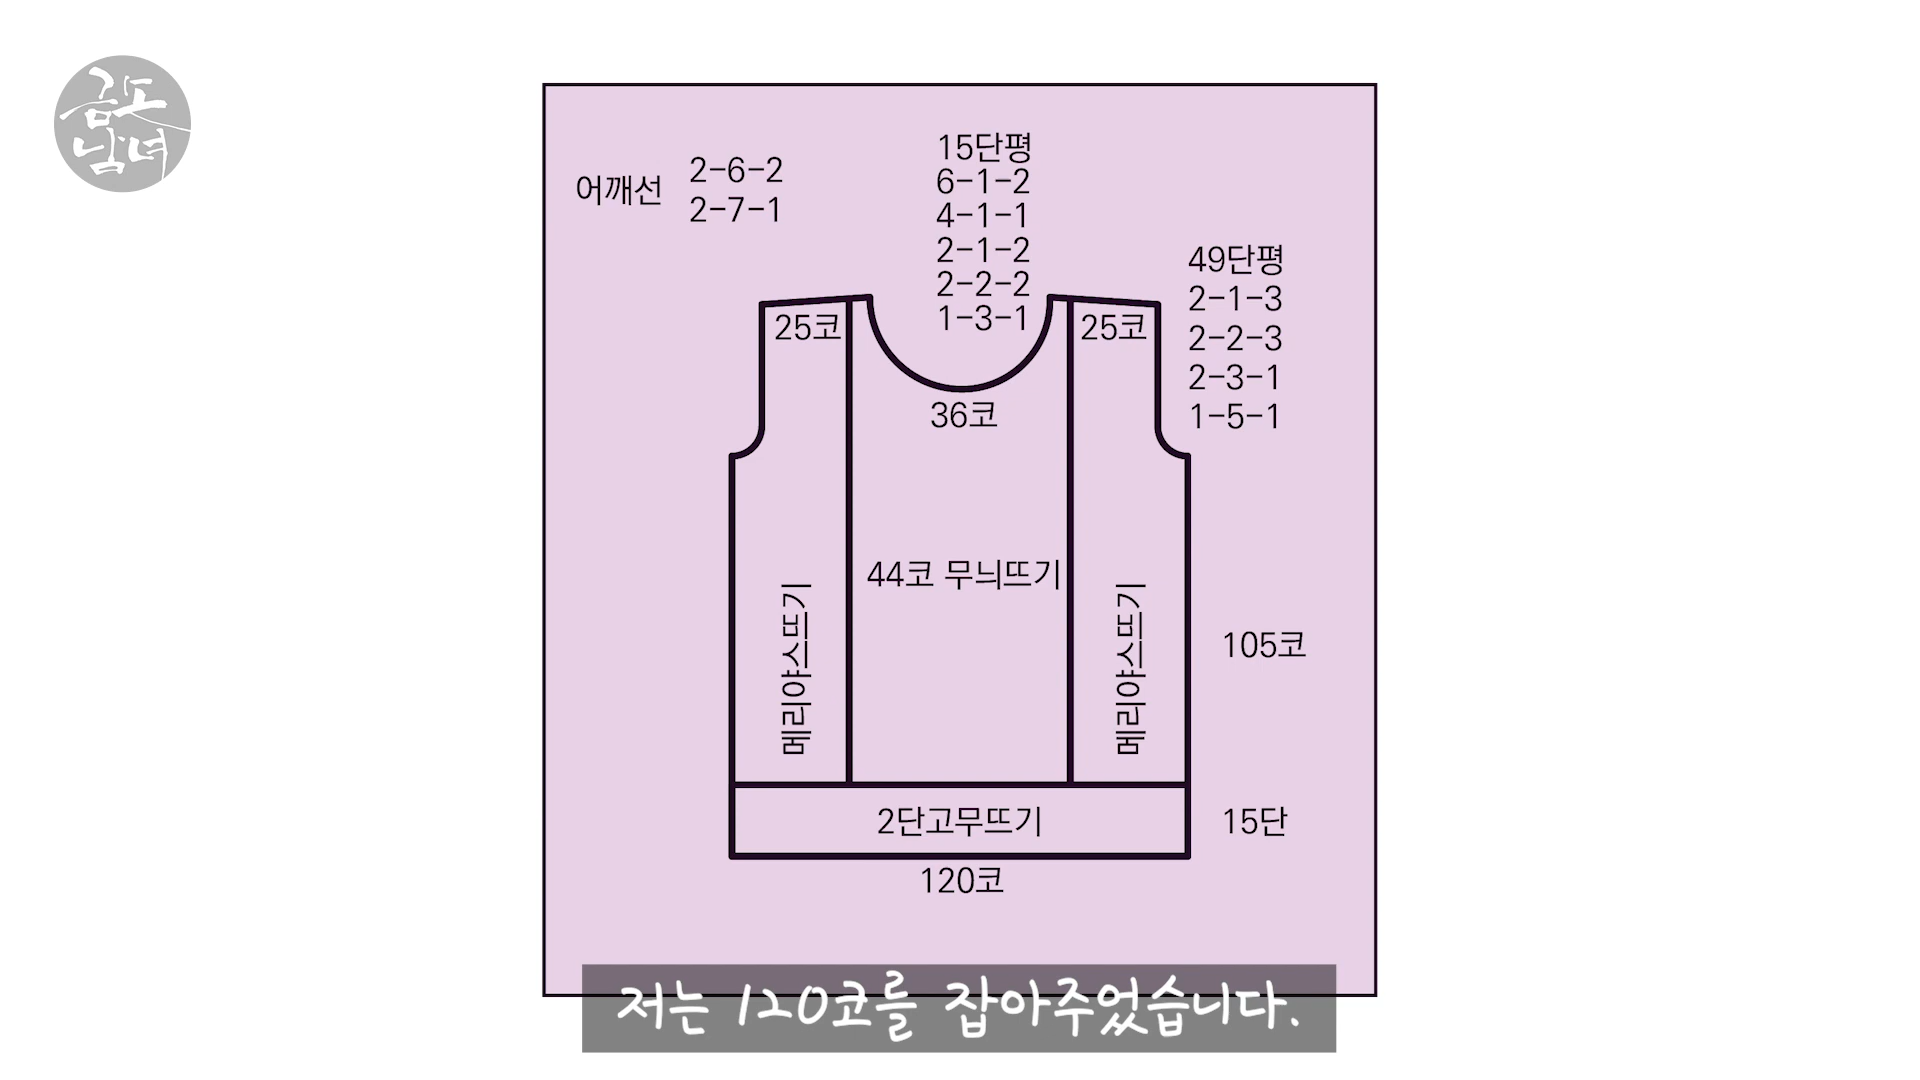 금도
남녀
어깨선
2-6-2
2-7-1
15단평
6-1-2
4-1-1
2-1-2
2-2-2
1-3-1
49단평
2-1-3
2-2-3
2-3-1
1-5-1
25코
25코
36코
44코 무늬뜨기
메리야스뜨기
메리야스뜨기
105코
2단고무뜨기
15단
120코
저는 120코를 잡아주었습니다.